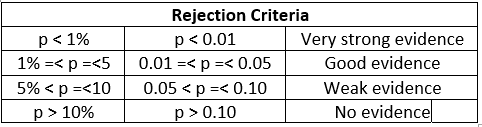 Rejection Criteria
p < 1% p < 0.01 Very strong evidence
1% =< p =<5 0.01 =< p =< 0.05 Good evidence
5% < p =<10 0.05 < p =< 0.10 Weak evidence
p > 10% p > 0.10 No evidence